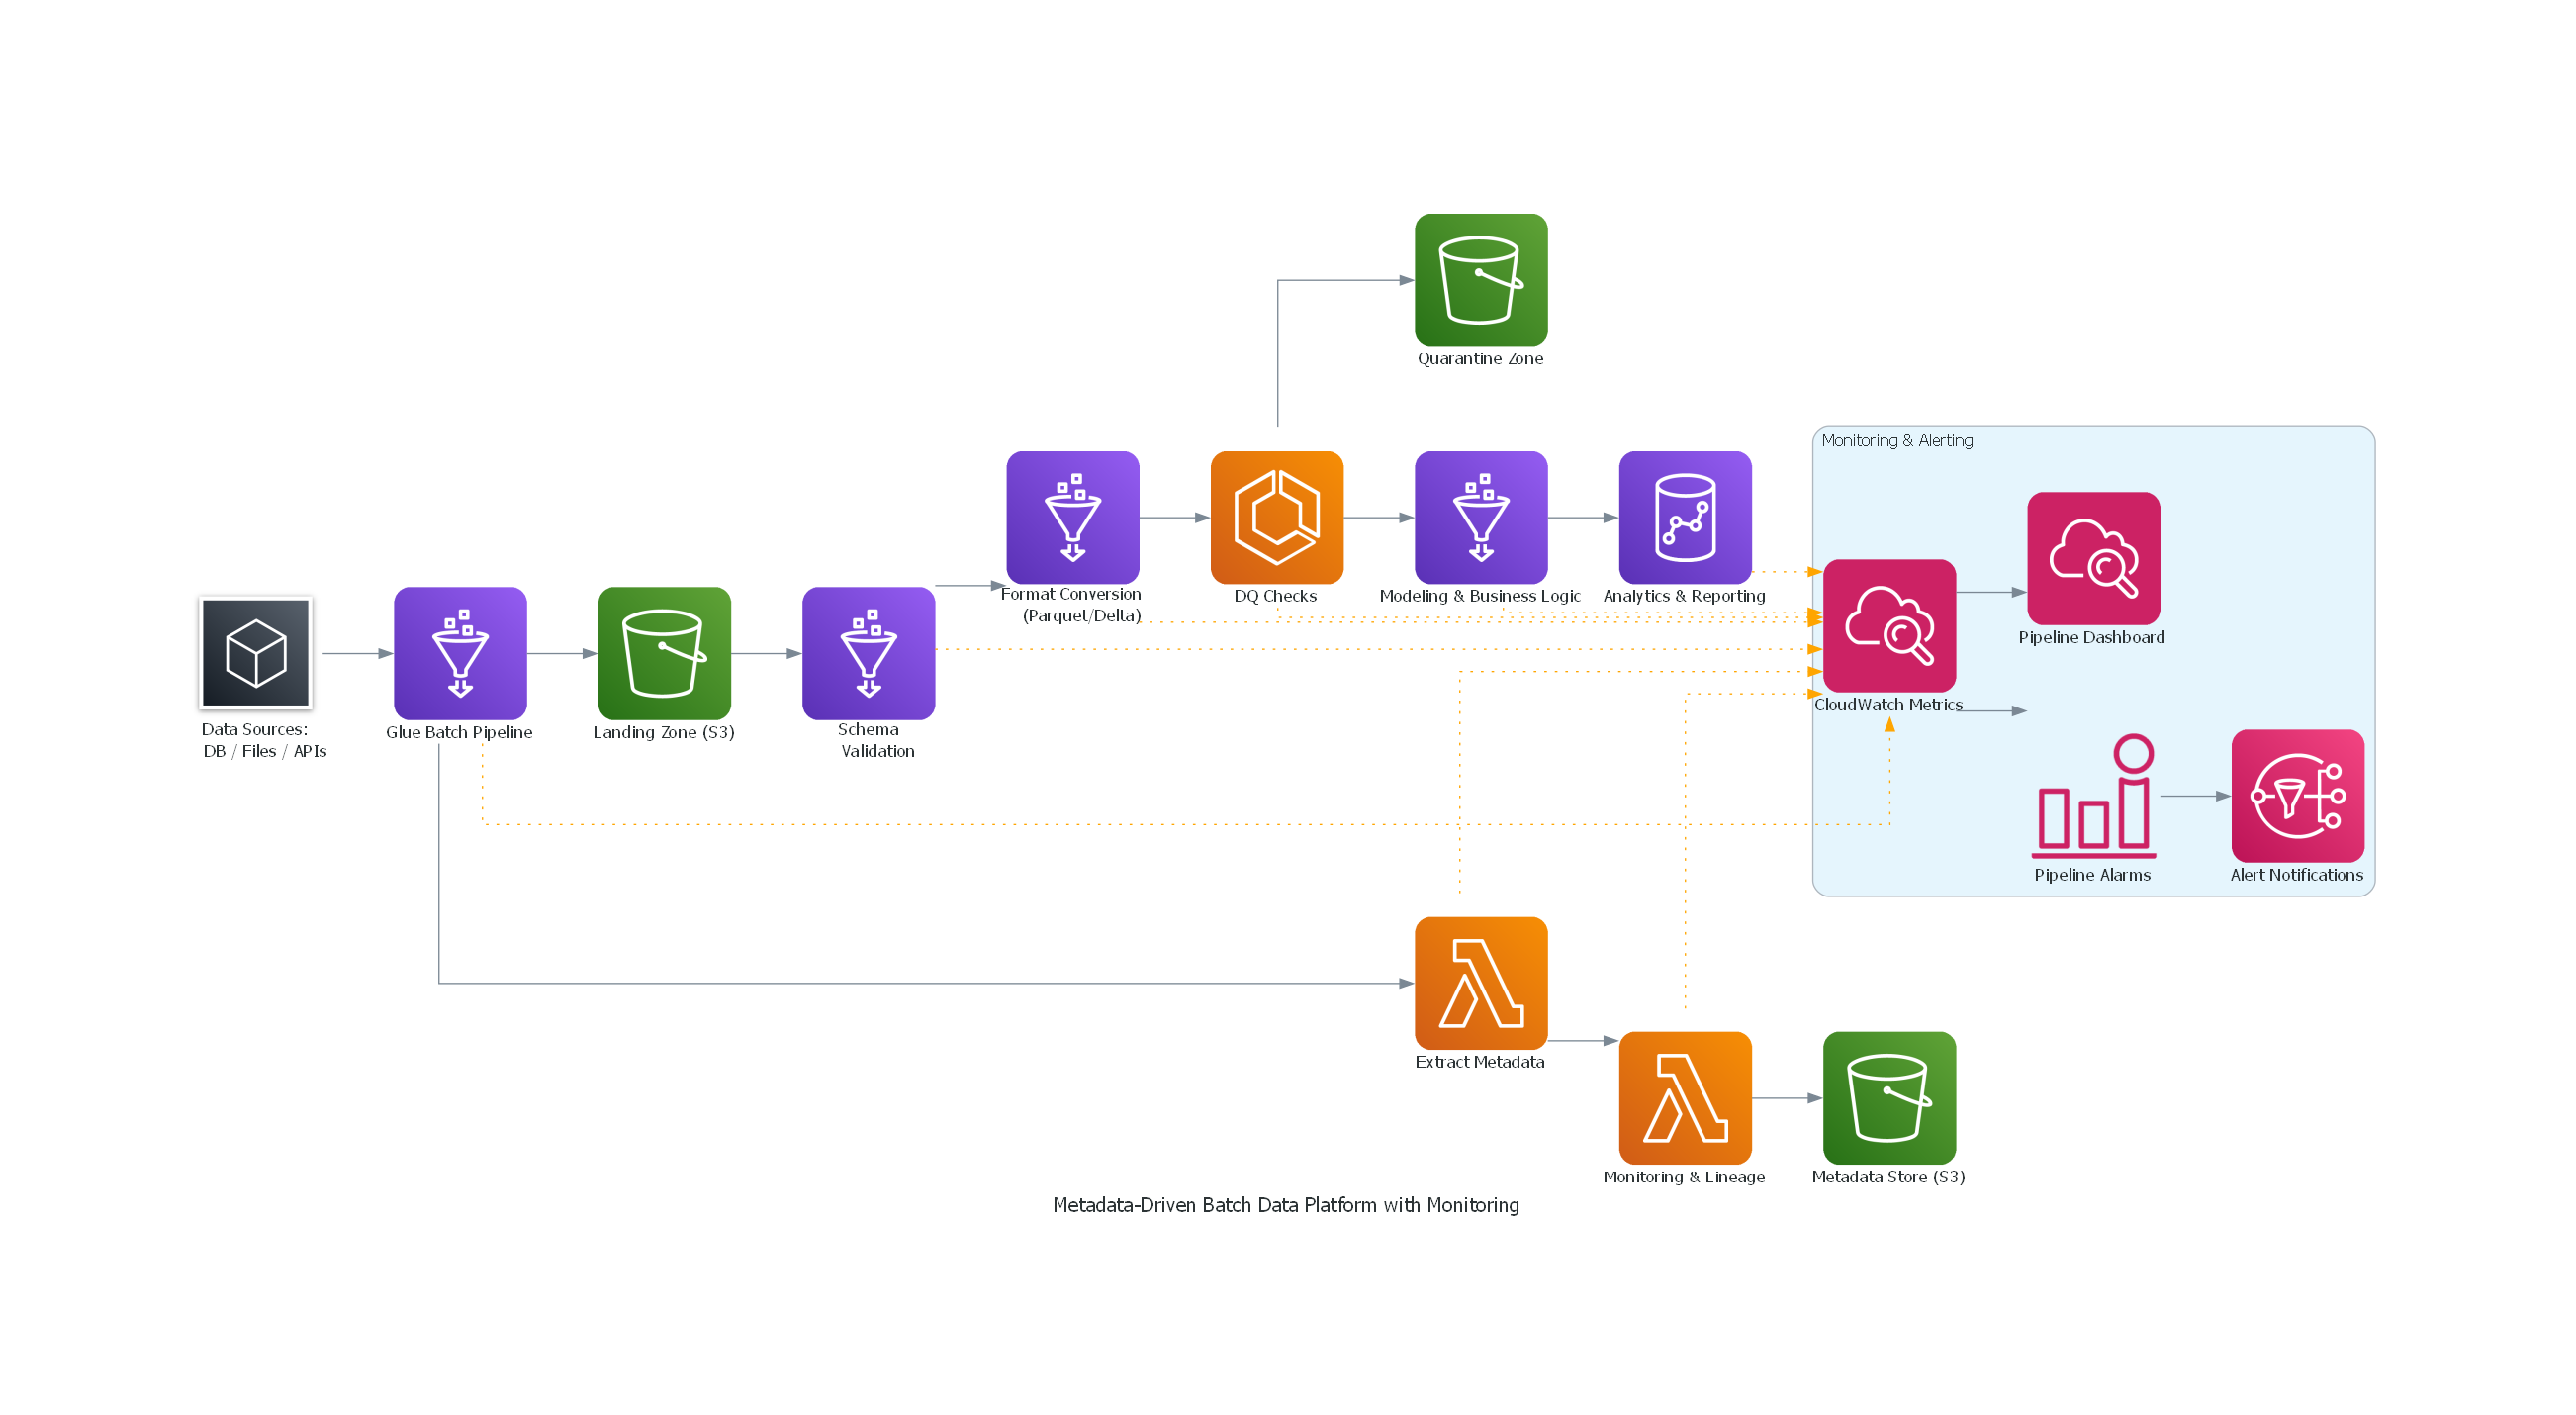 Quarantine Zone
Monitoring & Alerting
Format Conversion
(Parquet/Delta)
DQ Checks
Modeling & Business Logic
Analytics & Reporting
Pipeline Dashboard
Data Sources:
DB / Files / APIs
Glue Batch Pipeline
Landing Zone (S3)
Schema
Validation
CloudWatch Metrics
Pipeline Alarms
Alert Notifications
Extract Metadata
Monitoring & Lineage
Metadata Store (S3)
Metadata-Driven Batch Data Platform with Monitoring